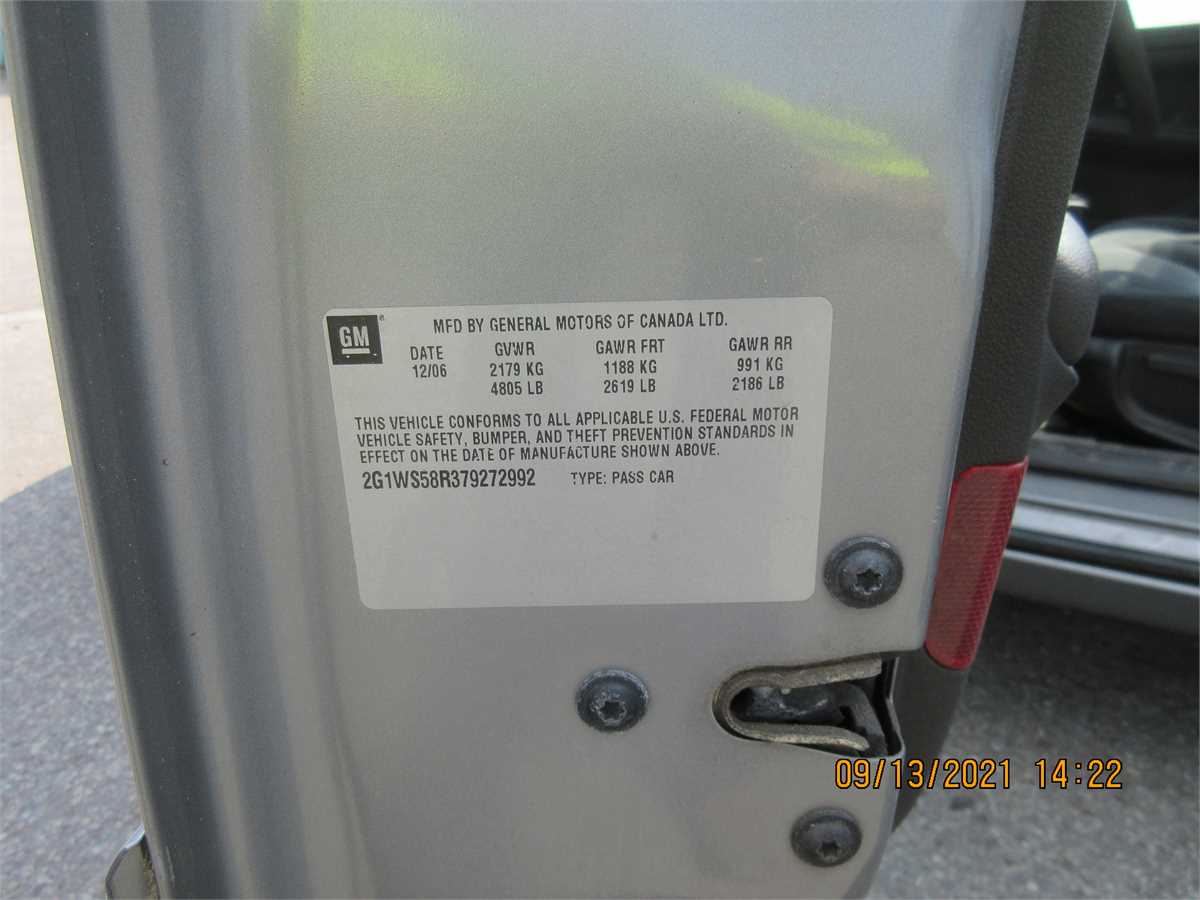 GM
MFD BY GENERAL MOTORS OF CANADA LTD.
DATE GVWR GAWR FRT GAWR RR
12/06 2179 KG 1188 KG 991 KG
4805 LB 2619 LB 2186 LB
THIS VEHICLE CONFORMS TO ALL APPLICABLE U.S. FEDERAL MOTOR
VEHICLE SAFETY, BUMPER, AND THEFT PREVENTION STANDARDS IN
EFFECT ON THE DATE OF MANUFACTURE SHOWN ABOVE.
2G1WS58R379272992 TYPE: PASS CAR
09/13/2021 14:22